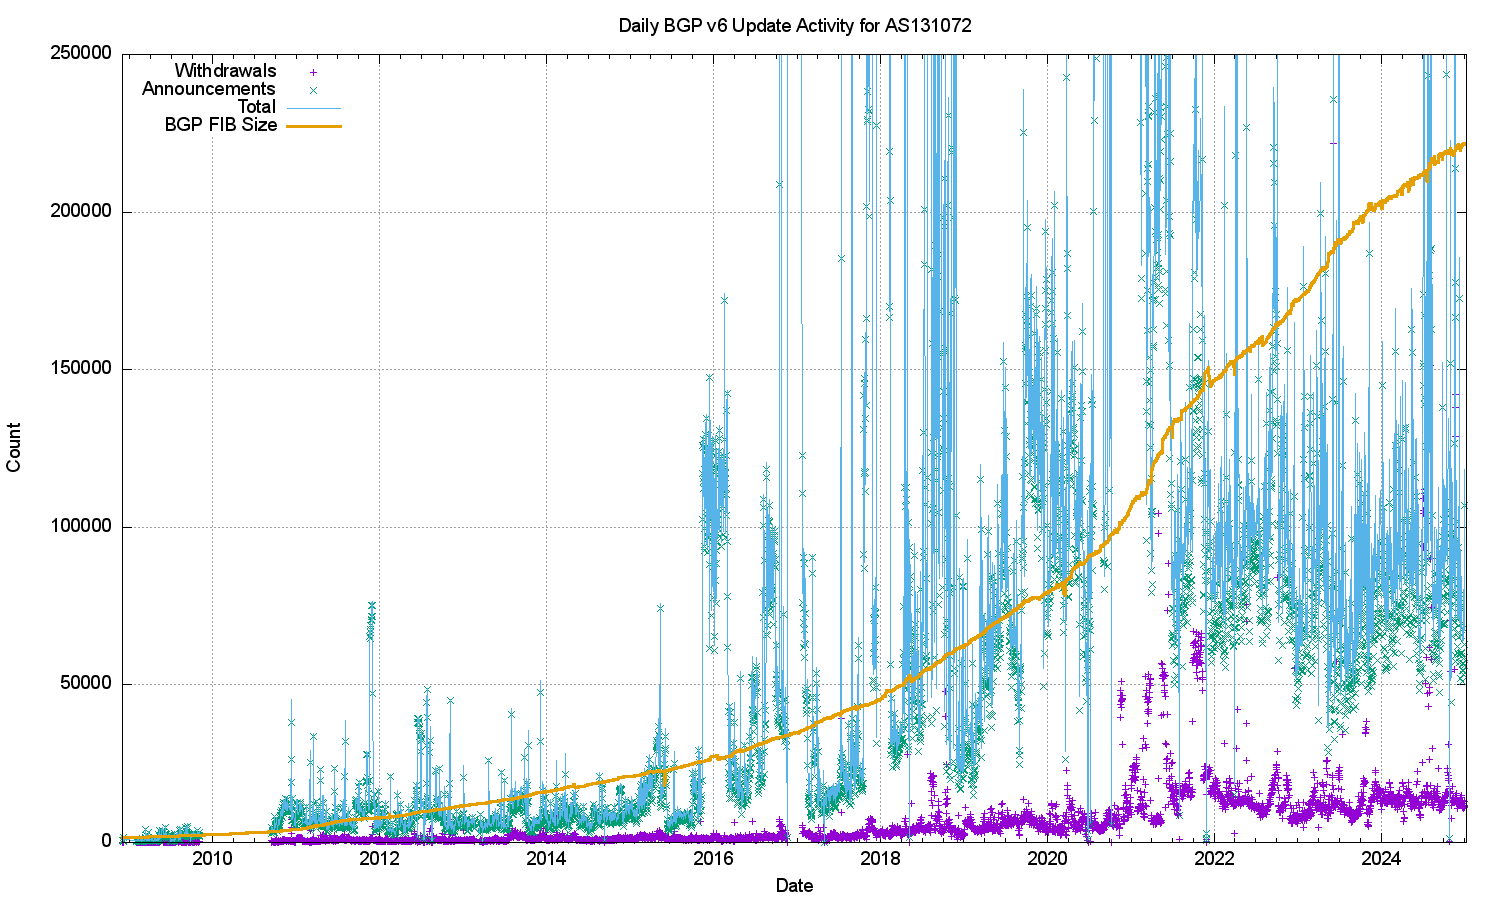 Daily BGP v6 Update Activity for AS131072
250000
200000
150000
100000
50000
0
Count
Withdrawals
Announcements
Total
BGP FIB Size
2010 2012 2014 2016 2018 2020 2022 2024
Date